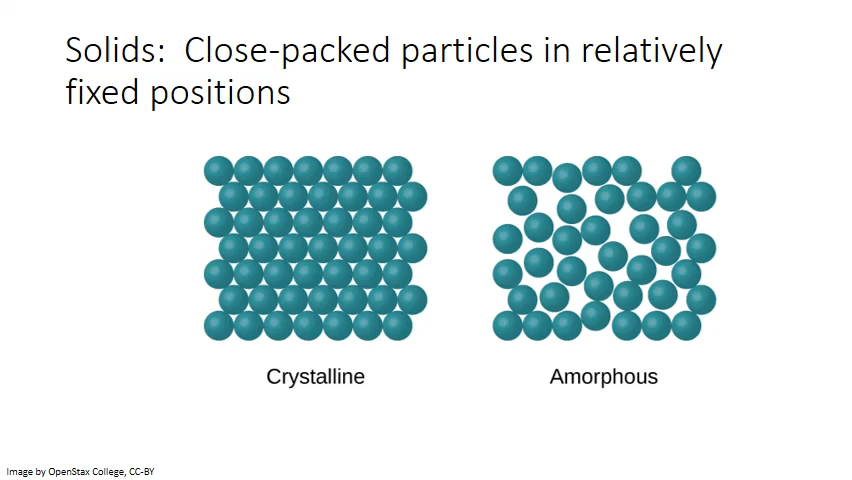 Solids:  Close-packed particles in relatively
fixed positions
Crystalline
Amorphous
Image by OpenStax College, CC-BY